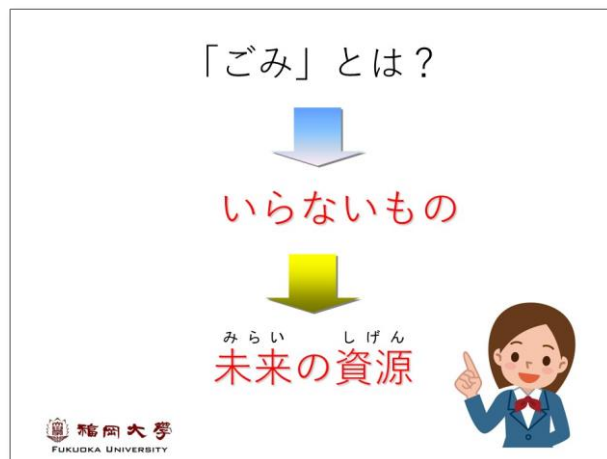 「ごみ」とは？
いらないもの
みらい しげん
未来の資源
福岡大學
FUKUOKA UNIVERSITY